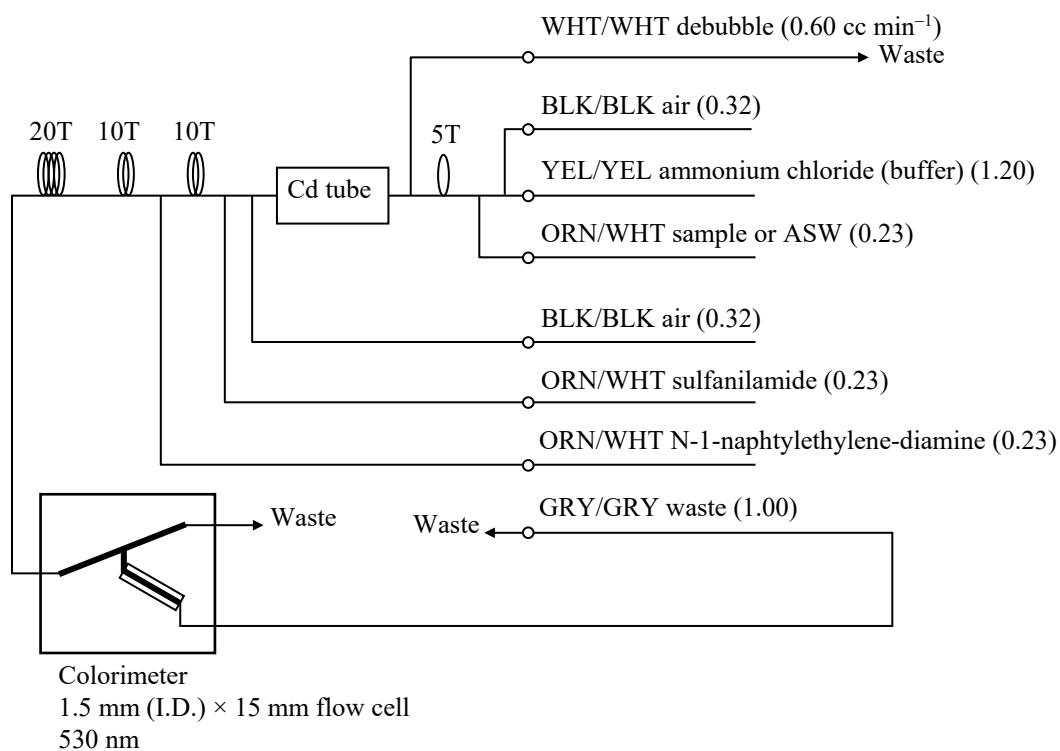 WHT/WHT debubble (0.60 cc min⁻¹)
Waste
BLK/BLK air (0.32)
20T 10T 10T 5T
YEL/YEL ammonium chloride (buffer) (1.20)
Cd tube
ORN/WHT sample or ASW (0.23)
BLK/BLK air (0.32)
ORN/WHT sulfanilamide (0.23)
ORN/WHT N-1-naphtylethylene-diamine (0.23)
GRY/GRY waste (1.00)
Waste
Waste
Colorimeter
1.5 mm (I.D.) × 15 mm flow cell
530 nm